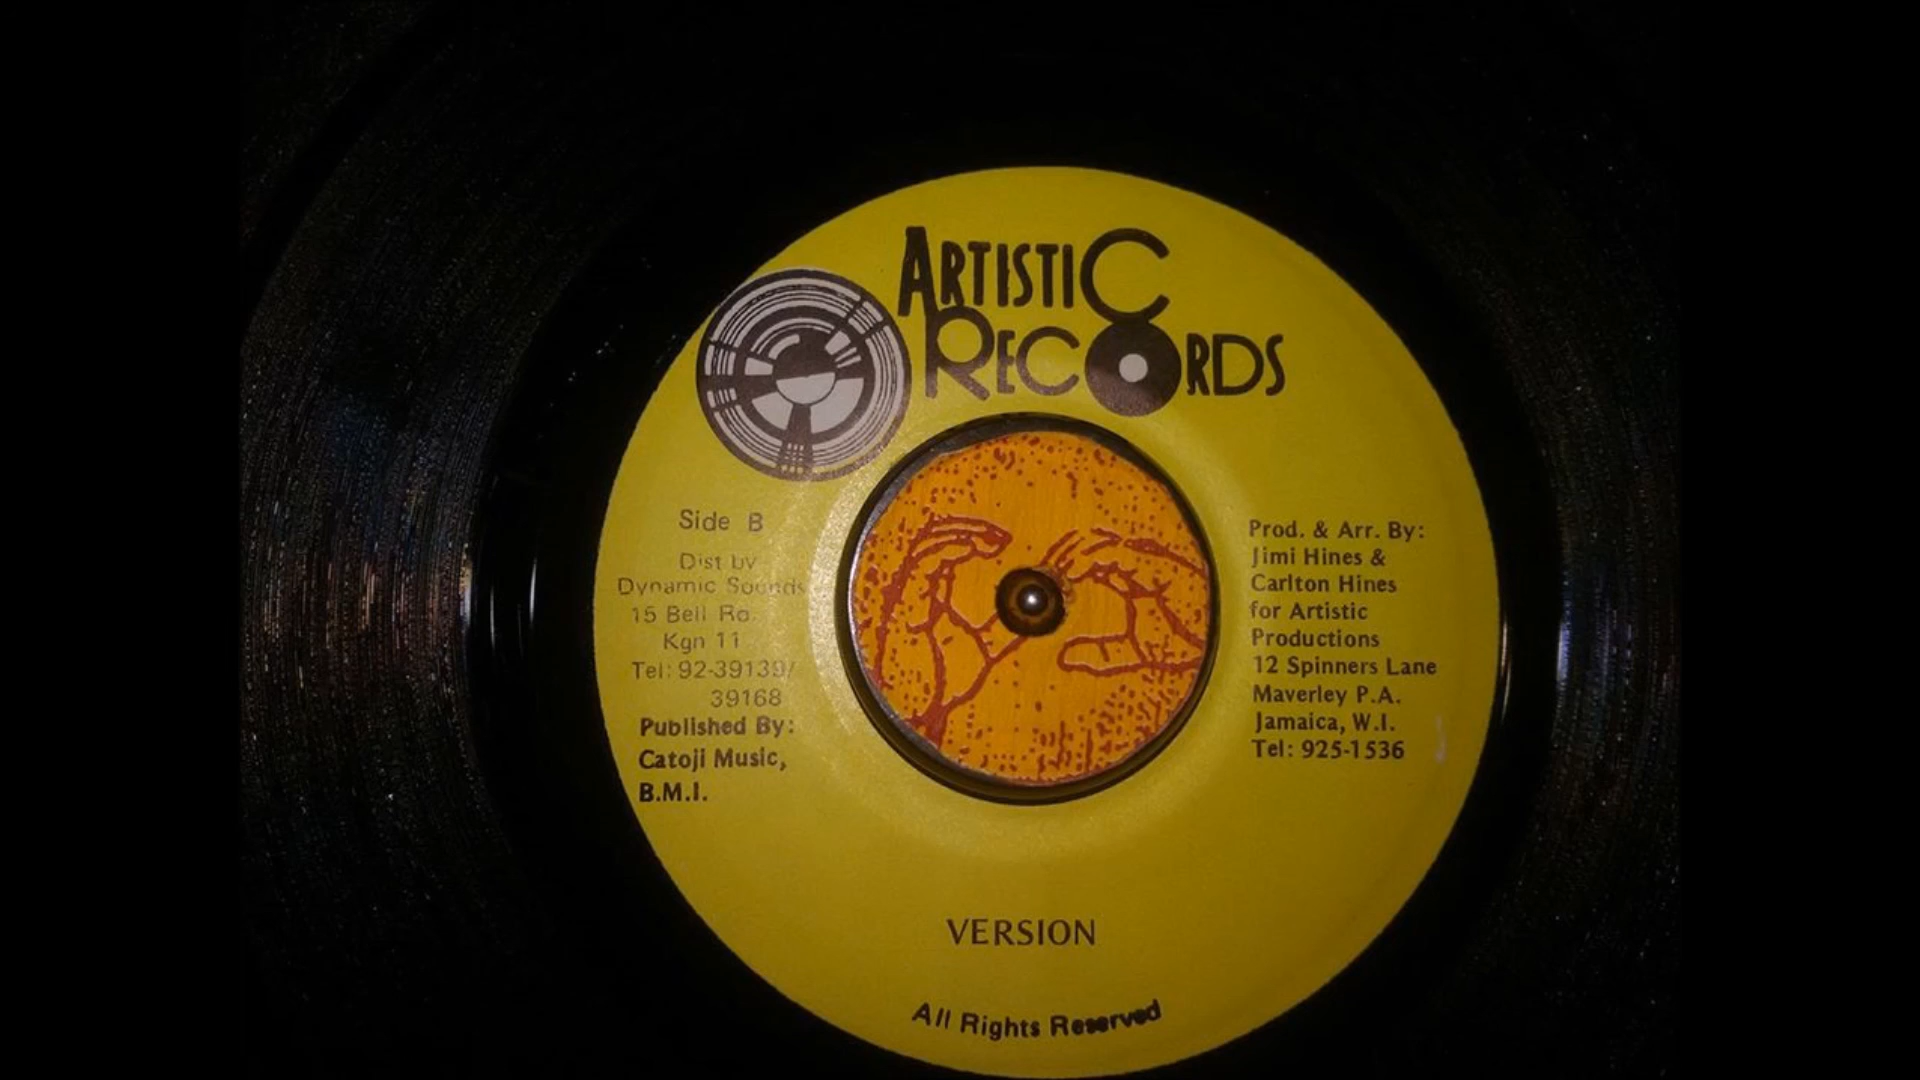 ARTISTIC
RECORDS
Side B
Dist by
Dynamic Sounds
15 Bell Rd.
Kgn 11
Tel: 92-39139/
39168
Published By:
Catoji Music,
B.M.I.
Prod. & Arr. By:
Jimi Hines &
Carlton Hines
for Artistic
Productions
12 Spinners Lane
Maverley P.A.
Jamaica, W.I.
Tel: 925-1536
VERSION
All Rights Reserved